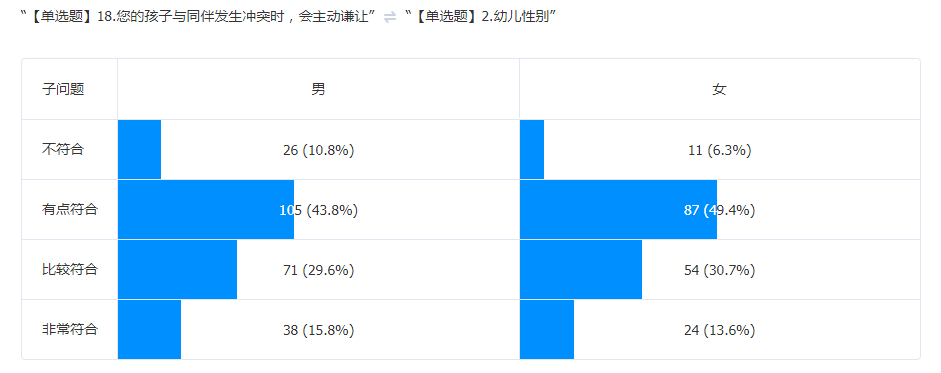 “【单选题】18.您的孩子与同伴发生冲突时，会主动谦让” ⇌ “【单选题】2.幼儿性别”
子问题 男 女
不符合 26 (10.8%) 11 (6.3%)
有点符合 105 (43.8%) 87 (49.4%)
比较符合 71 (29.6%) 54 (30.7%)
非常符合 38 (15.8%) 24 (13.6%)